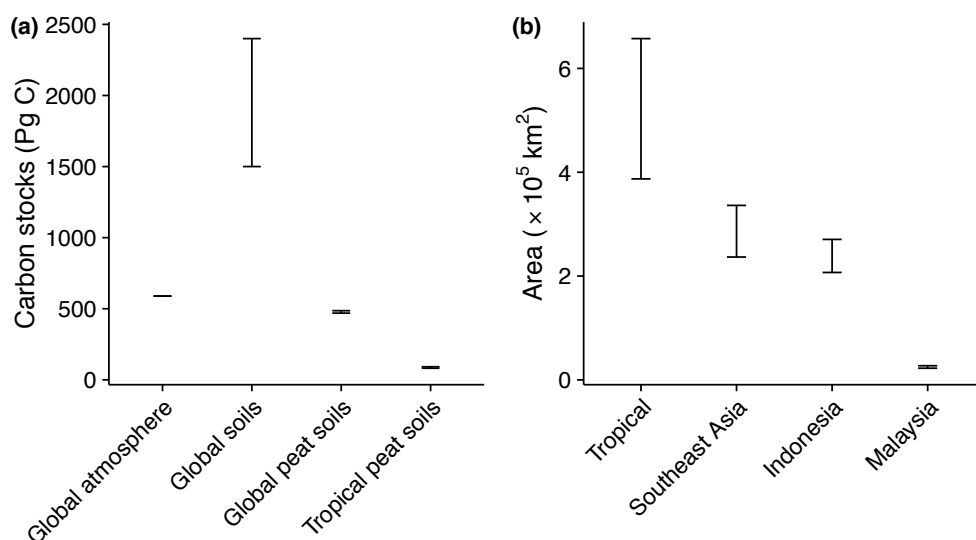 (a)
Carbon stocks (Pg C)
2500
2000
1500
1000
500
0
Global atmosphere
Global soils
Global peat soils
Tropical peat soils
(b)
Area ( × 10⁵ km²)
6
4
2
0
Tropical
Southeast Asia
Indonesia
Malaysia